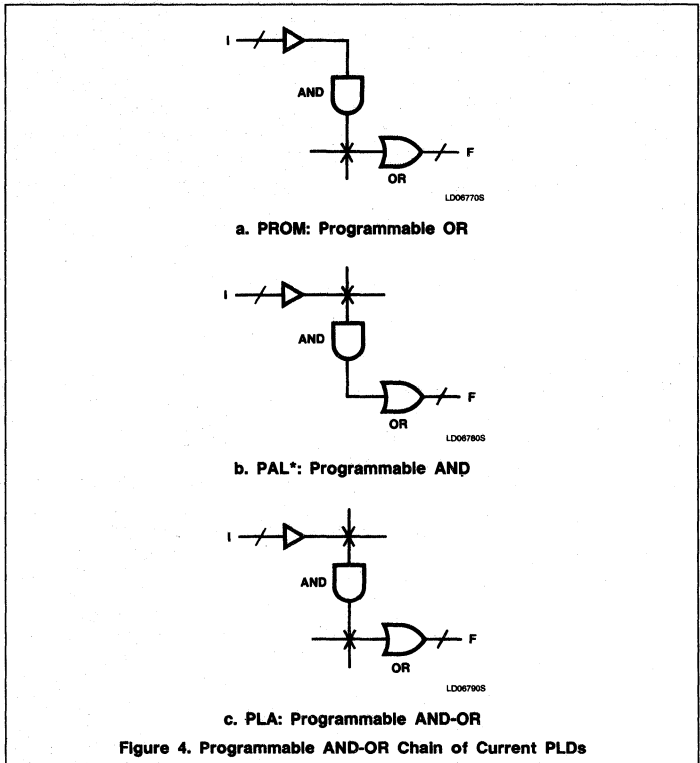 I
AND
F
OR
LD06770S
a. PROM: Programmable OR
I
AND
F
OR
LD06780S
b. PAL*: Programmable AND
I
AND
F
OR
LD06790S
c. PLA: Programmable AND-OR
Figure 4. Programmable AND-OR Chain of Current PLDs